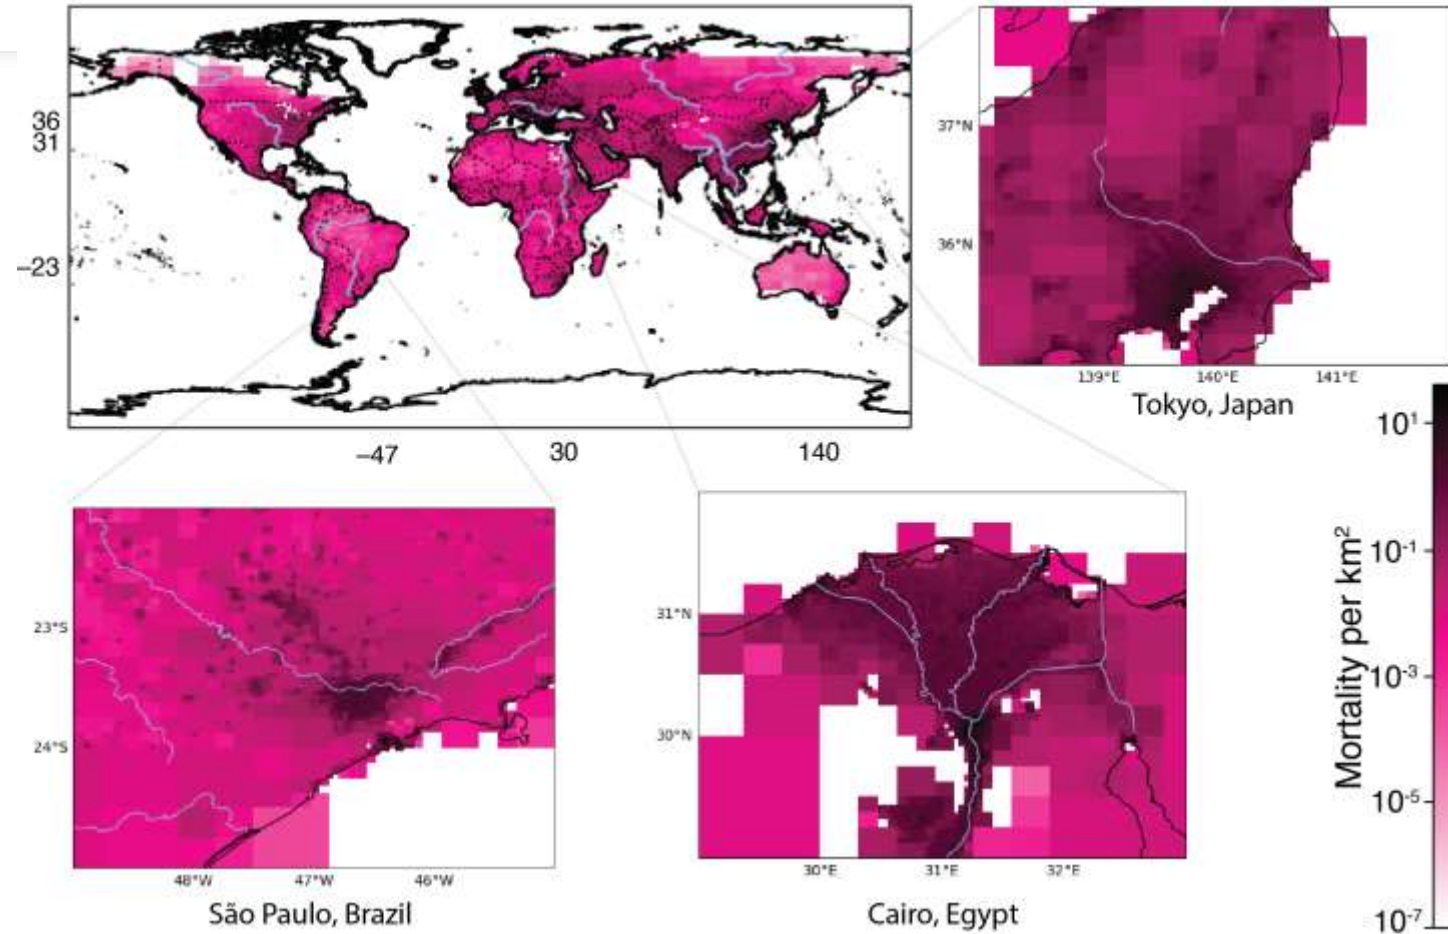 36
31
–23
–47 30 140
37°N
36°N
139°E 140°E 141°E
Tokyo, Japan
23°S
24°S
48°W 47°W 46°W
São Paulo, Brazil
31°N
30°N
30°E 31°E 32°E
Cairo, Egypt
Mortality per km²
10¹
10⁻¹
10⁻³
10⁻⁵
10⁻⁷